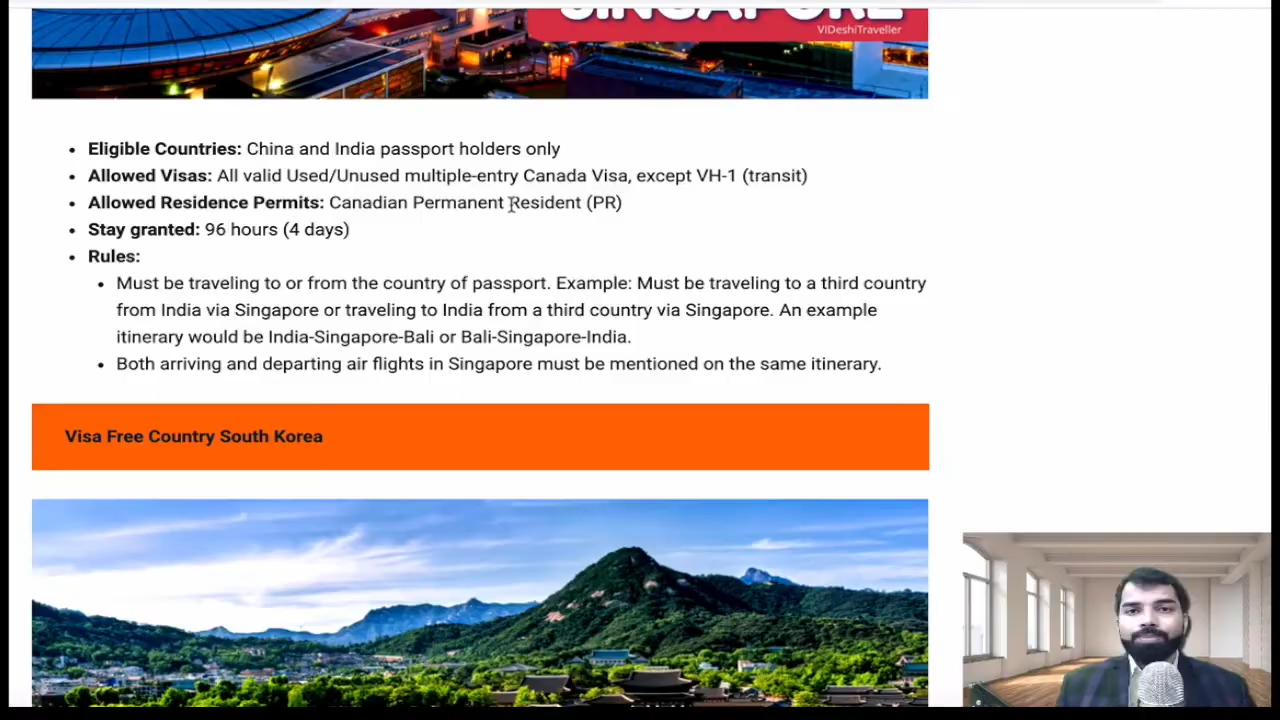 SINGAPORE
ViDeshiTraveller
Eligible Countries: China and India passport holders only
Allowed Visas: All valid Used/Unused multiple-entry Canada Visa, except VH-1 (transit)
Allowed Residence Permits: Canadian Permanent Resident (PR)
Stay granted: 96 hours (4 days)
Rules:
Must be traveling to or from the country of passport. Example: Must be traveling to a third country
from India via Singapore or traveling to India from a third country via Singapore. An example
itinerary would be India-Singapore-Bali or Bali-Singapore-India.
Both arriving and departing air flights in Singapore must be mentioned on the same itinerary.
Visa Free Country South Korea